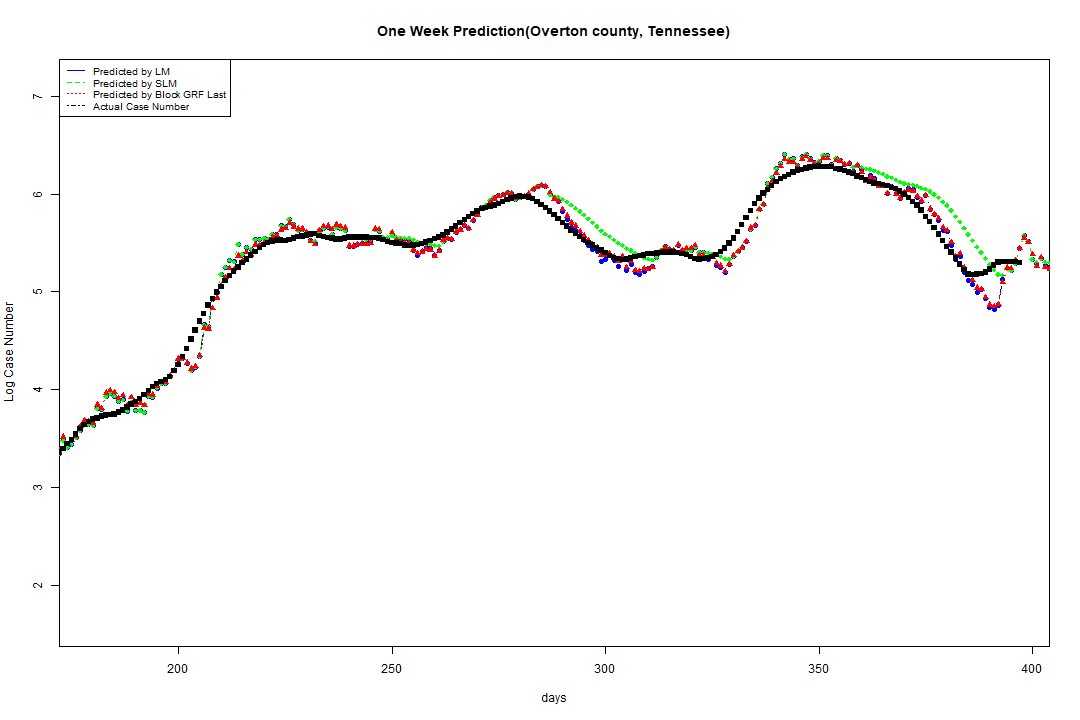 One Week Prediction(Overton county, Tennessee)
Predicted by LM
Predicted by SLM
Predicted by Block GRF Last
Actual Case Number
7
6
5
4
3
2
Log Case Number
200 250 300 350 400
days